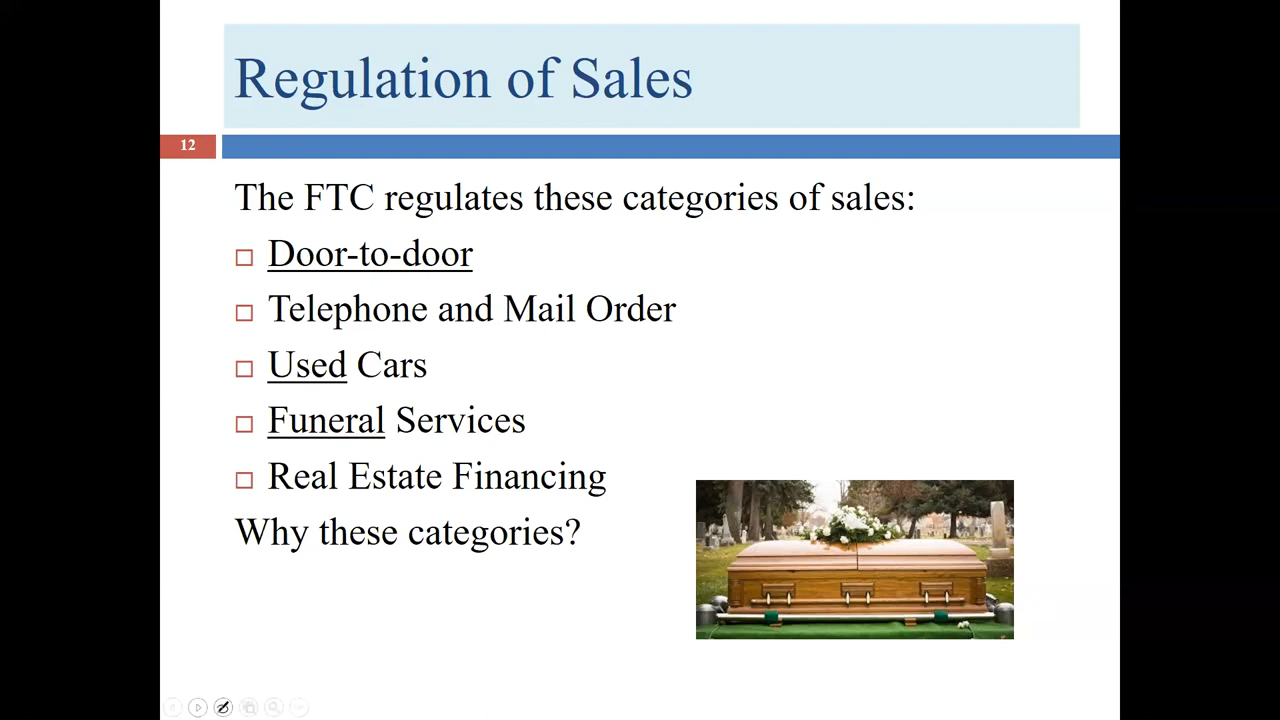 Regulation of Sales
12
The FTC regulates these categories of sales:
Door-to-door
Telephone and Mail Order
Used Cars
Funeral Services
Real Estate Financing
Why these categories?